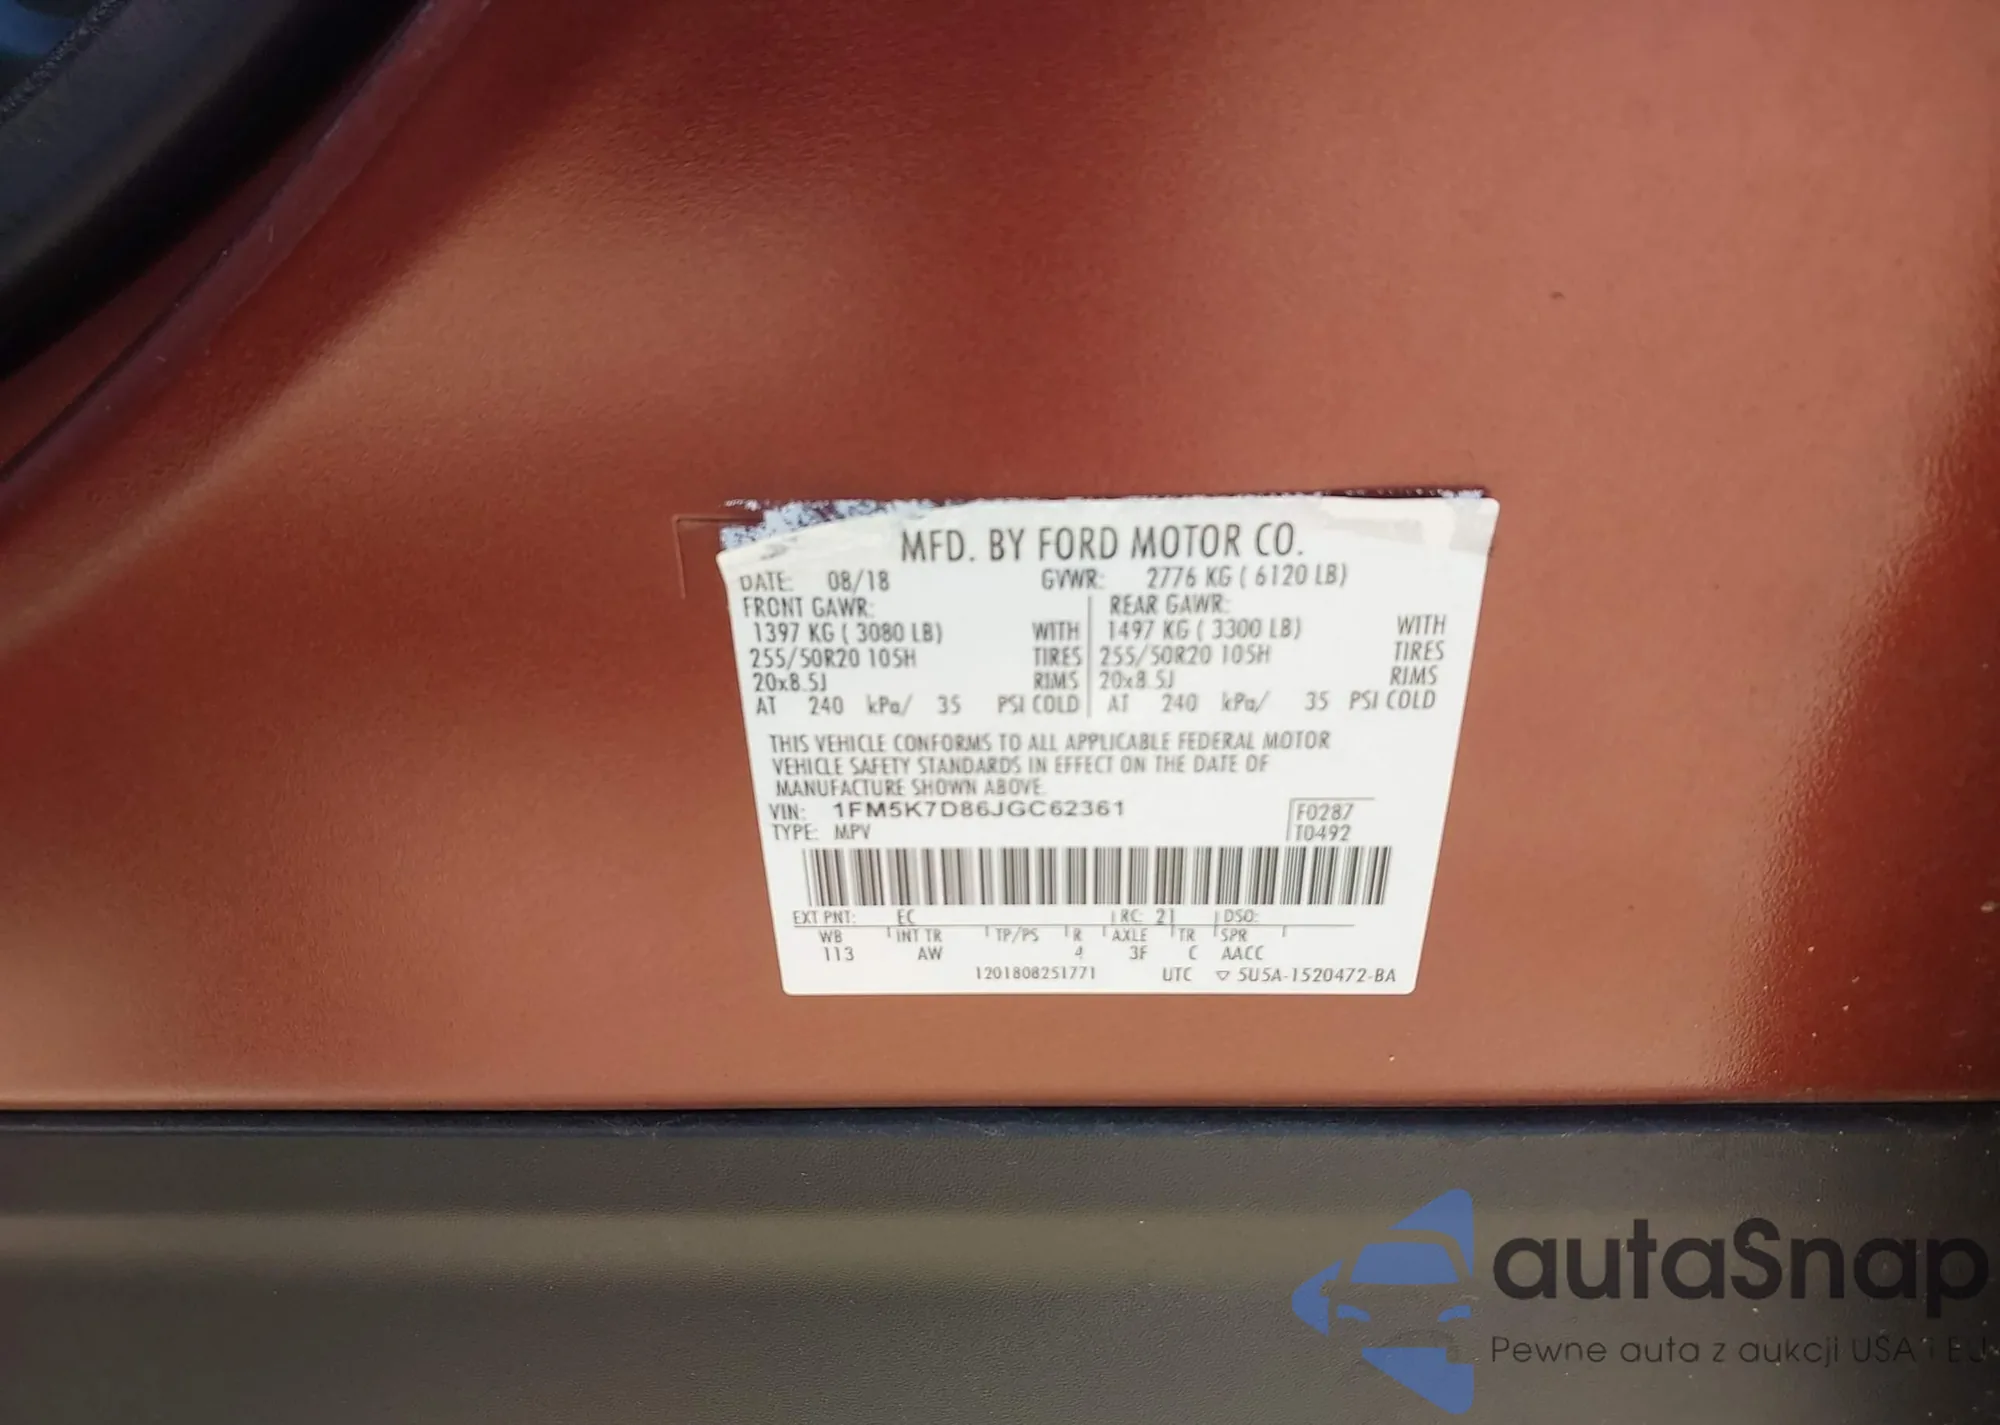 MFD. BY FORD MOTOR CO.
DATE: 08/18 GVWR: 2776 KG ( 6120 LB)
FRONT GAWR: REAR GAWR:
1397 KG ( 3080 LB) WITH 1497 KG ( 3300 LB) WITH
255/50R20 105H TIRES 255/50R20 105H TIRES
20x8.5J RIMS 20x8.5J RIMS
AT 240 kPa/ 35 PSI COLD AT 240 kPa/ 35 PSI COLD
THIS VEHICLE CONFORMS TO ALL APPLICABLE FEDERAL MOTOR
VEHICLE SAFETY STANDARDS IN EFFECT ON THE DATE OF
MANUFACTURE SHOWN ABOVE.
VIN: 1FM5K7D86JGC62361 F0287
TYPE: MPV T0492
EXT PNT: EC RC: 21 DSO:
WB INT TR TP/PS R AXLE TR SPR
113 AW 4 3F C AACC
1201808251771 UTC ▽ 5U5A-1520472-BA
autaSnap
Pewne auta z aukcji USA i EU